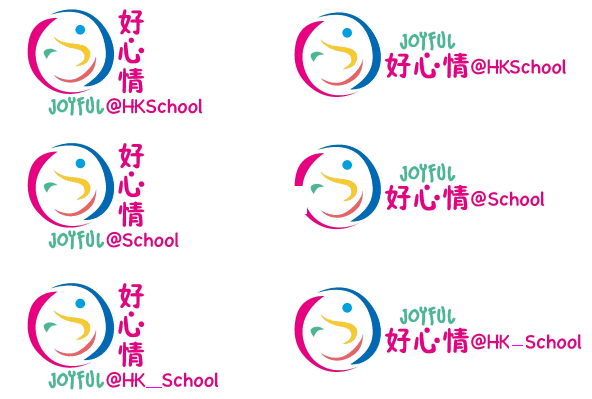 好心情
JOYFUL@HKSchool
JOYFUL
好心情@HKSchool
好心情
JOYFUL@School
JOYFUL
好心情@School
好心情
JOYFUL@HK_School
JOYFUL
好心情@HK_School